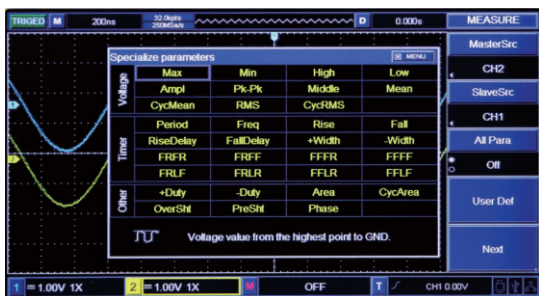 TRIGED M 200ns 32.0kpts 250MSa/s D 0.000s MEASURE
Specialize parameters MENU
MasterSrc
CH2
SlaveSrc
CH1
All Para
Off
User Def
Next
Voltage
Max Min High Low
Ampl Pk-Pk Middle Mean
CycMean RMS CycRMS
Timer
Period Freq Rise Fall
RiseDelay FallDelay +Width -Width
FRFR FRFF FFFR FFFF
FRLF FRLR FFLR FFLF
Other
+Duty -Duty Area CycArea
OverSht PreSht Phase
Voltage value from the highest point to GND.
1
2
1 = 1.00V 1X 2 = 1.00V 1X M OFF T CH1 0.00V